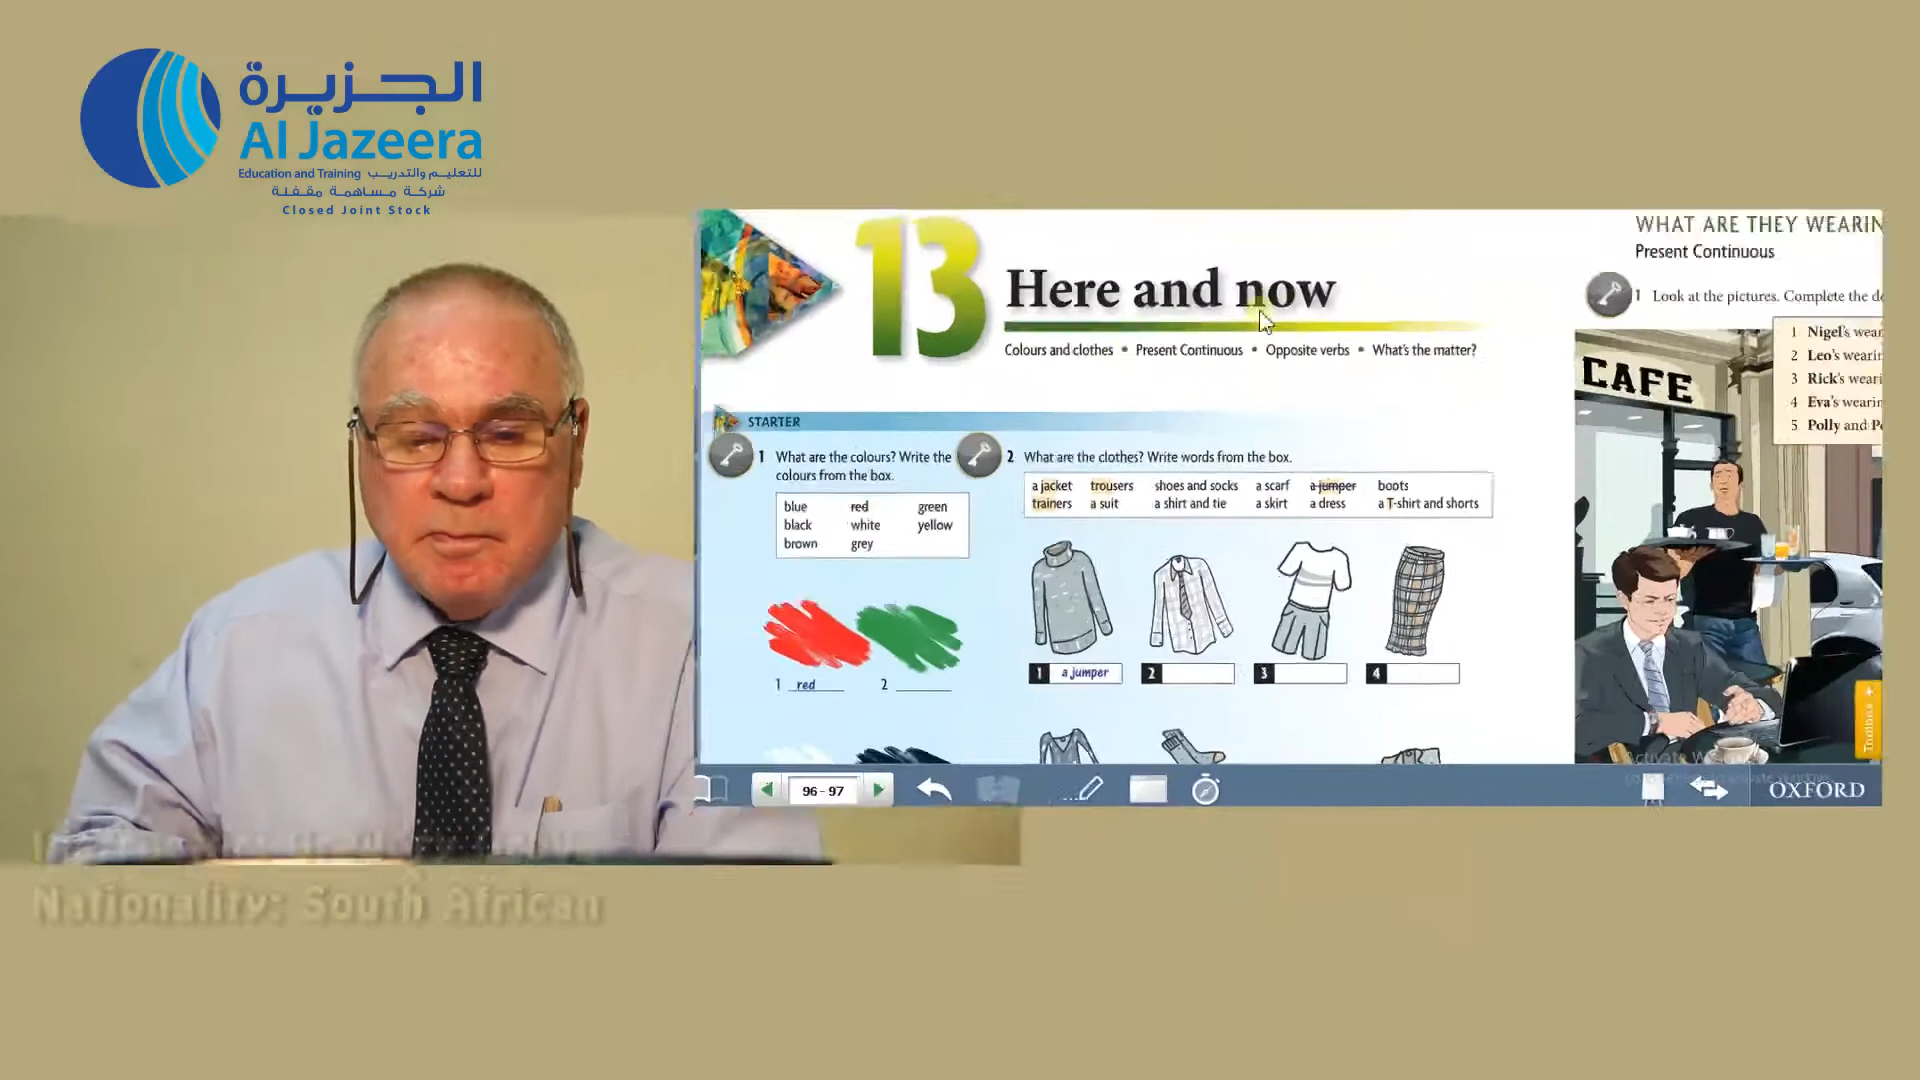 الجزيرة
Al Jazeera
Education and Training للتعليم والتدريب
شركة مساهمة مقفلة
Closed Joint Stock
13
Here and now
Colours and clothes • Present Continuous • Opposite verbs • What's the matter?
STARTER
1 What are the colours? Write the
colours from the box.
blue red green
black white yellow
brown grey
1 red 2
2 What are the clothes? Write words from the box.
a jacket trousers shoes and socks a scarf a jumper boots
trainers a suit a shirt and tie a skirt a dress a T-shirt and shorts
1 a jumper 2 3 4
WHAT ARE THEY WEARIN
Present Continuous
1 Look at the pictures. Complete the de
1 Nigel's wear
2 Leo's wearin
3 Rick's weari
4 Eva's wearin
5 Polly and Pe
CAFE
96 - 97
OXFORD
Nationality: South African